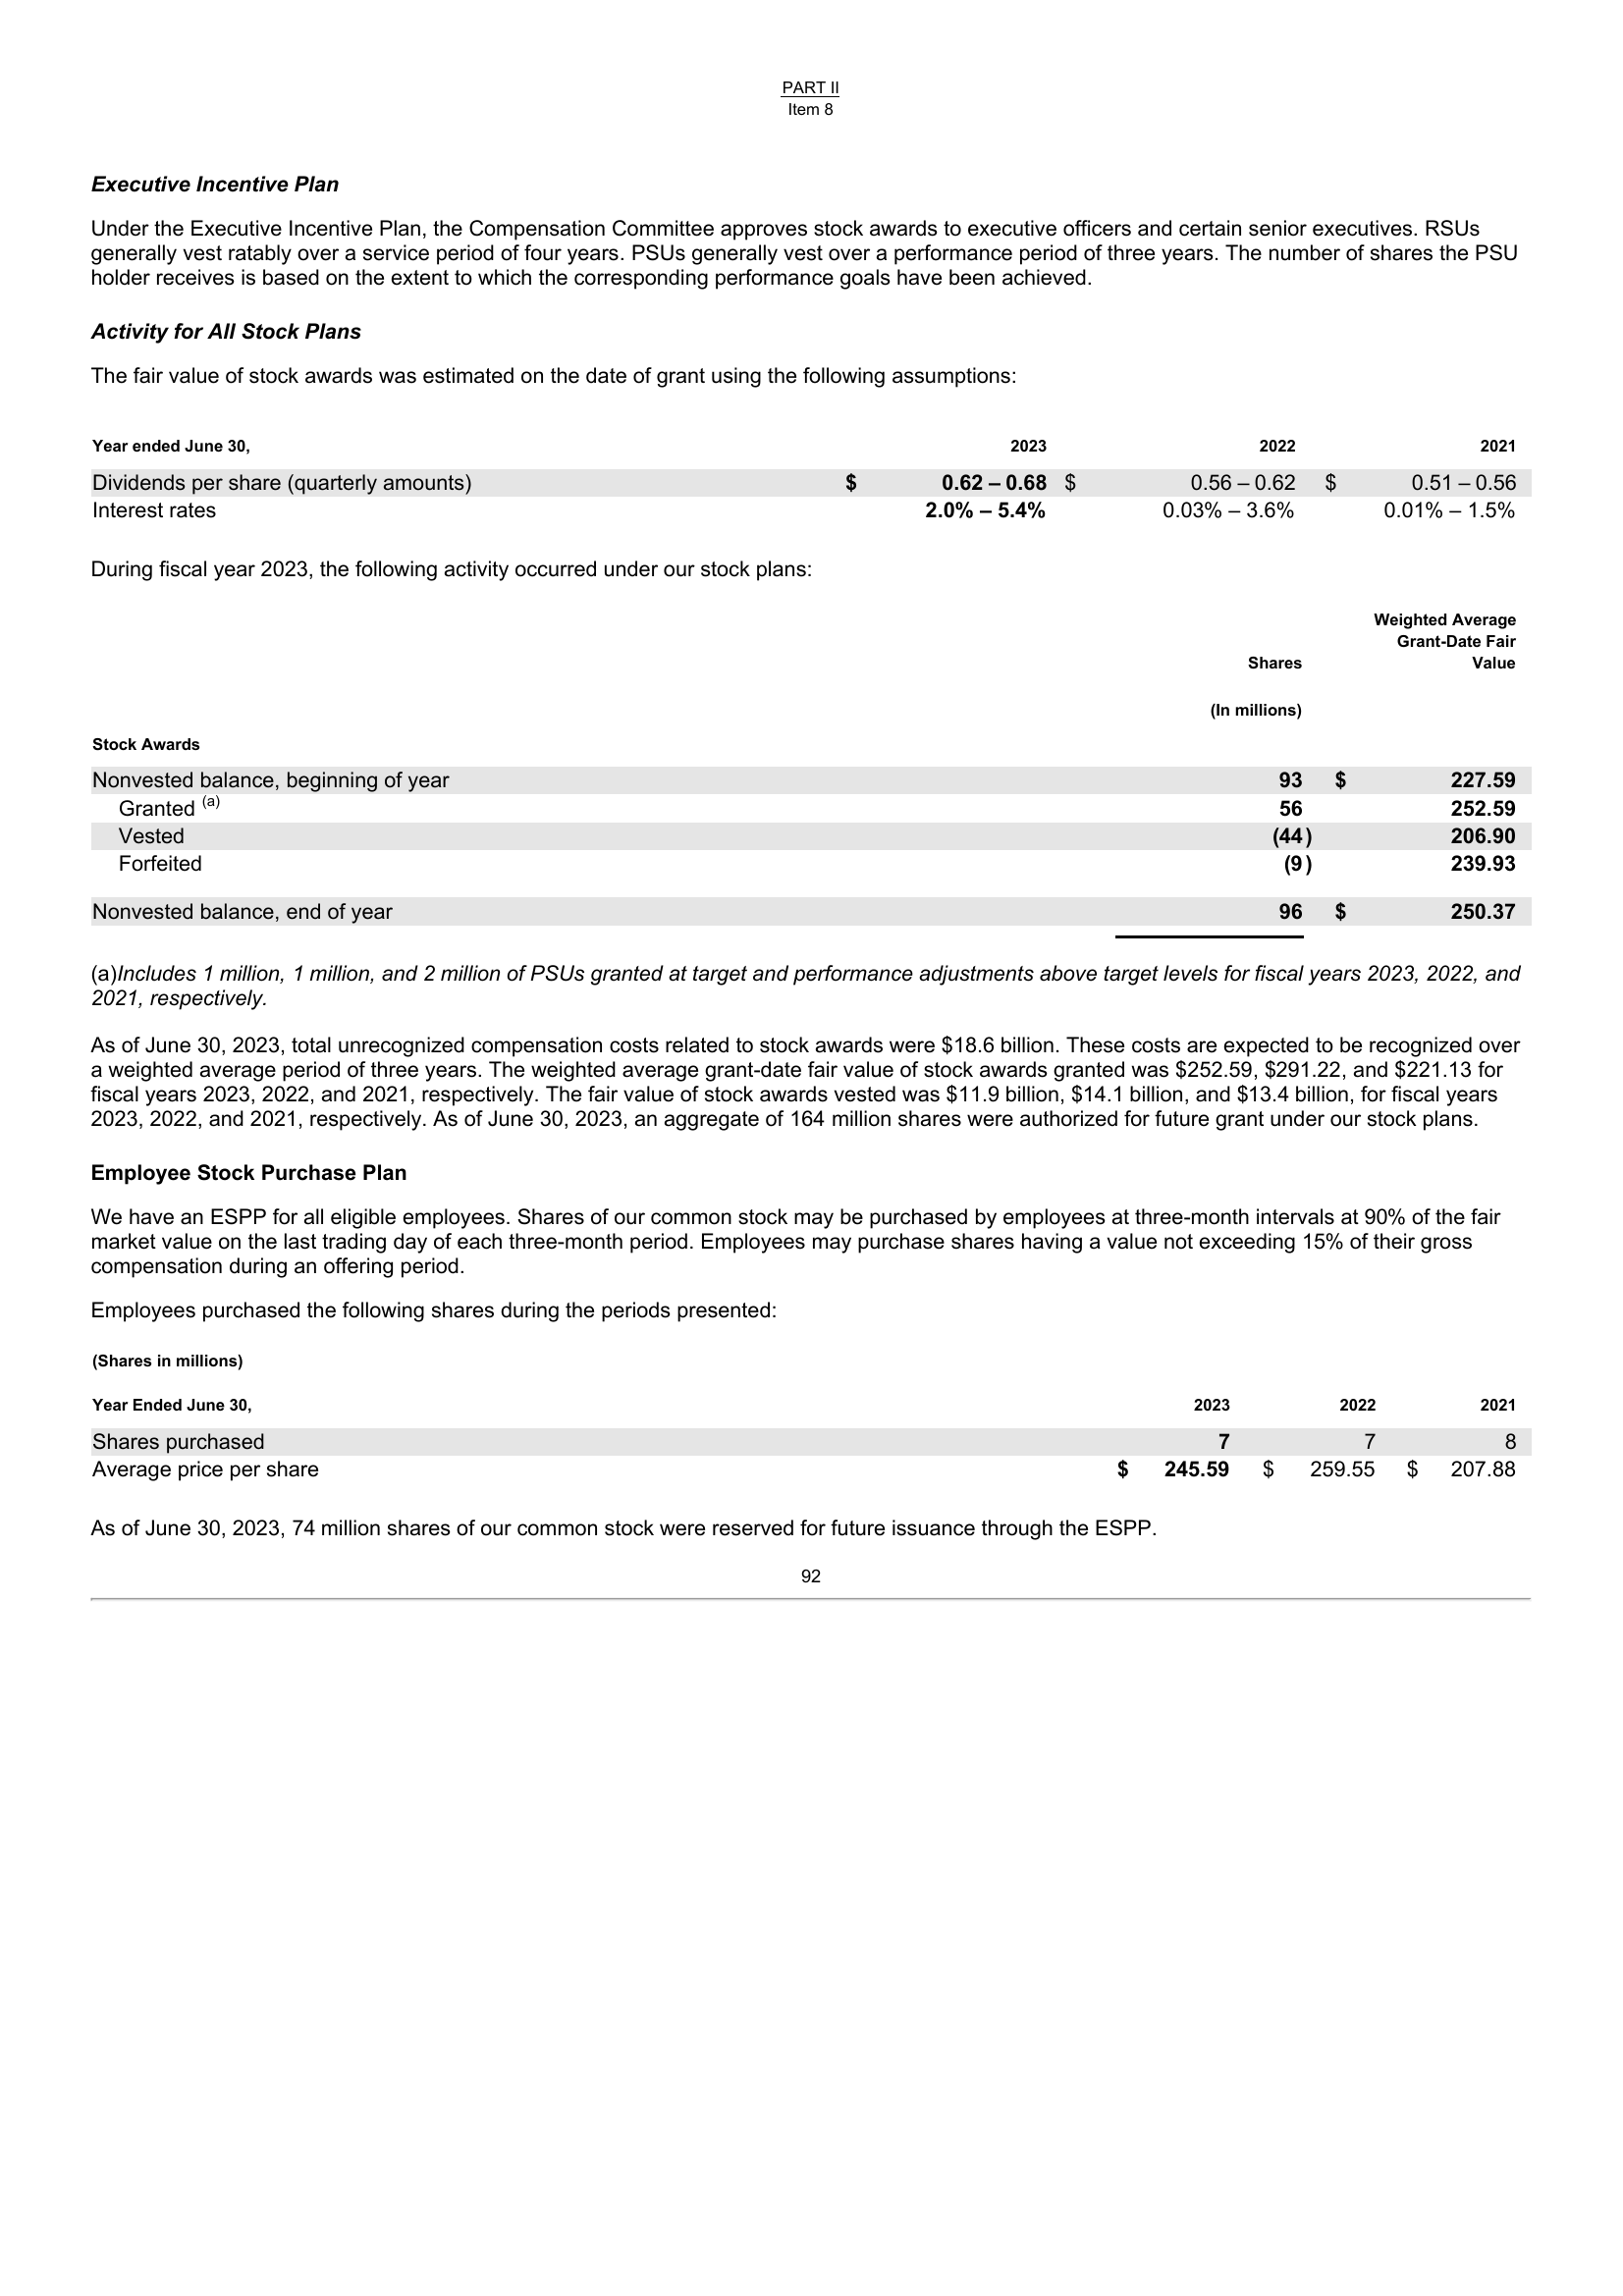 PART II
Item 8
Executive Incentive Plan
Under the Executive Incentive Plan, the Compensation Committee approves stock awards to executive officers and certain senior executives. RSUs
generally vest ratably over a service period of four years. PSUs generally vest over a performance period of three years. The number of shares the PSU
holder receives is based on the extent to which the corresponding performance goals have been achieved.
Activity for All Stock Plans
The fair value of stock awards was estimated on the date of grant using the following assumptions:
Year ended June 30, 2023 2022 2021
Dividends per share (quarterly amounts) $ 0.62 – 0.68 $ 0.56 – 0.62 $ 0.51 – 0.56
Interest rates 2.0% – 5.4% 0.03% – 3.6% 0.01% – 1.5%
During fiscal year 2023, the following activity occurred under our stock plans:
Weighted Average
Grant-Date Fair
Shares Value
(In millions)
Stock Awards
Nonvested balance, beginning of year 93 $ 227.59
Granted (a) 56 252.59
Vested (44) 206.90
Forfeited (9) 239.93
Nonvested balance, end of year 96 $ 250.37
(a)Includes 1 million, 1 million, and 2 million of PSUs granted at target and performance adjustments above target levels for fiscal years 2023, 2022, and
2021, respectively.
As of June 30, 2023, total unrecognized compensation costs related to stock awards were $18.6 billion. These costs are expected to be recognized over
a weighted average period of three years. The weighted average grant-date fair value of stock awards granted was $252.59, $291.22, and $221.13 for
fiscal years 2023, 2022, and 2021, respectively. The fair value of stock awards vested was $11.9 billion, $14.1 billion, and $13.4 billion, for fiscal years
2023, 2022, and 2021, respectively. As of June 30, 2023, an aggregate of 164 million shares were authorized for future grant under our stock plans.
Employee Stock Purchase Plan
We have an ESPP for all eligible employees. Shares of our common stock may be purchased by employees at three-month intervals at 90% of the fair
market value on the last trading day of each three-month period. Employees may purchase shares having a value not exceeding 15% of their gross
compensation during an offering period.
Employees purchased the following shares during the periods presented:
(Shares in millions)
Year Ended June 30, 2023 2022 2021
Shares purchased 7 7 8
Average price per share $ 245.59 $ 259.55 $ 207.88
As of June 30, 2023, 74 million shares of our common stock were reserved for future issuance through the ESPP.
92